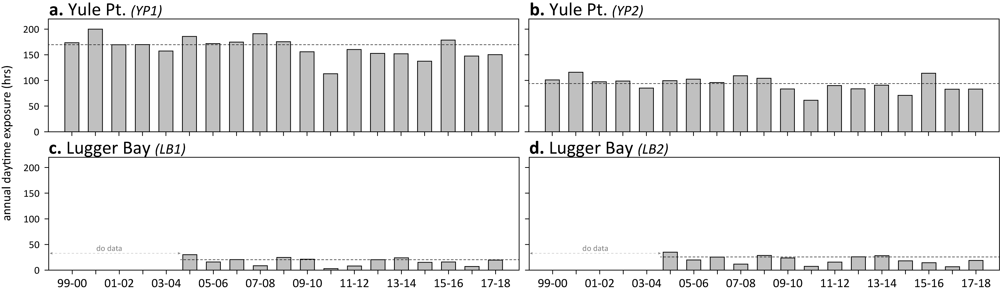 a. Yule Pt. (YP1)
b. Yule Pt. (YP2)
annual daytime exposure (hrs)
200
150
100
50
0
c. Lugger Bay (LB1)
d. Lugger Bay (LB2)
200
150
100
50
0
do data
do data
99-00 01-02 03-04 05-06 07-08 09-10 11-12 13-14 15-16 17-18
99-00 01-02 03-04 05-06 07-08 09-10 11-12 13-14 15-16 17-18